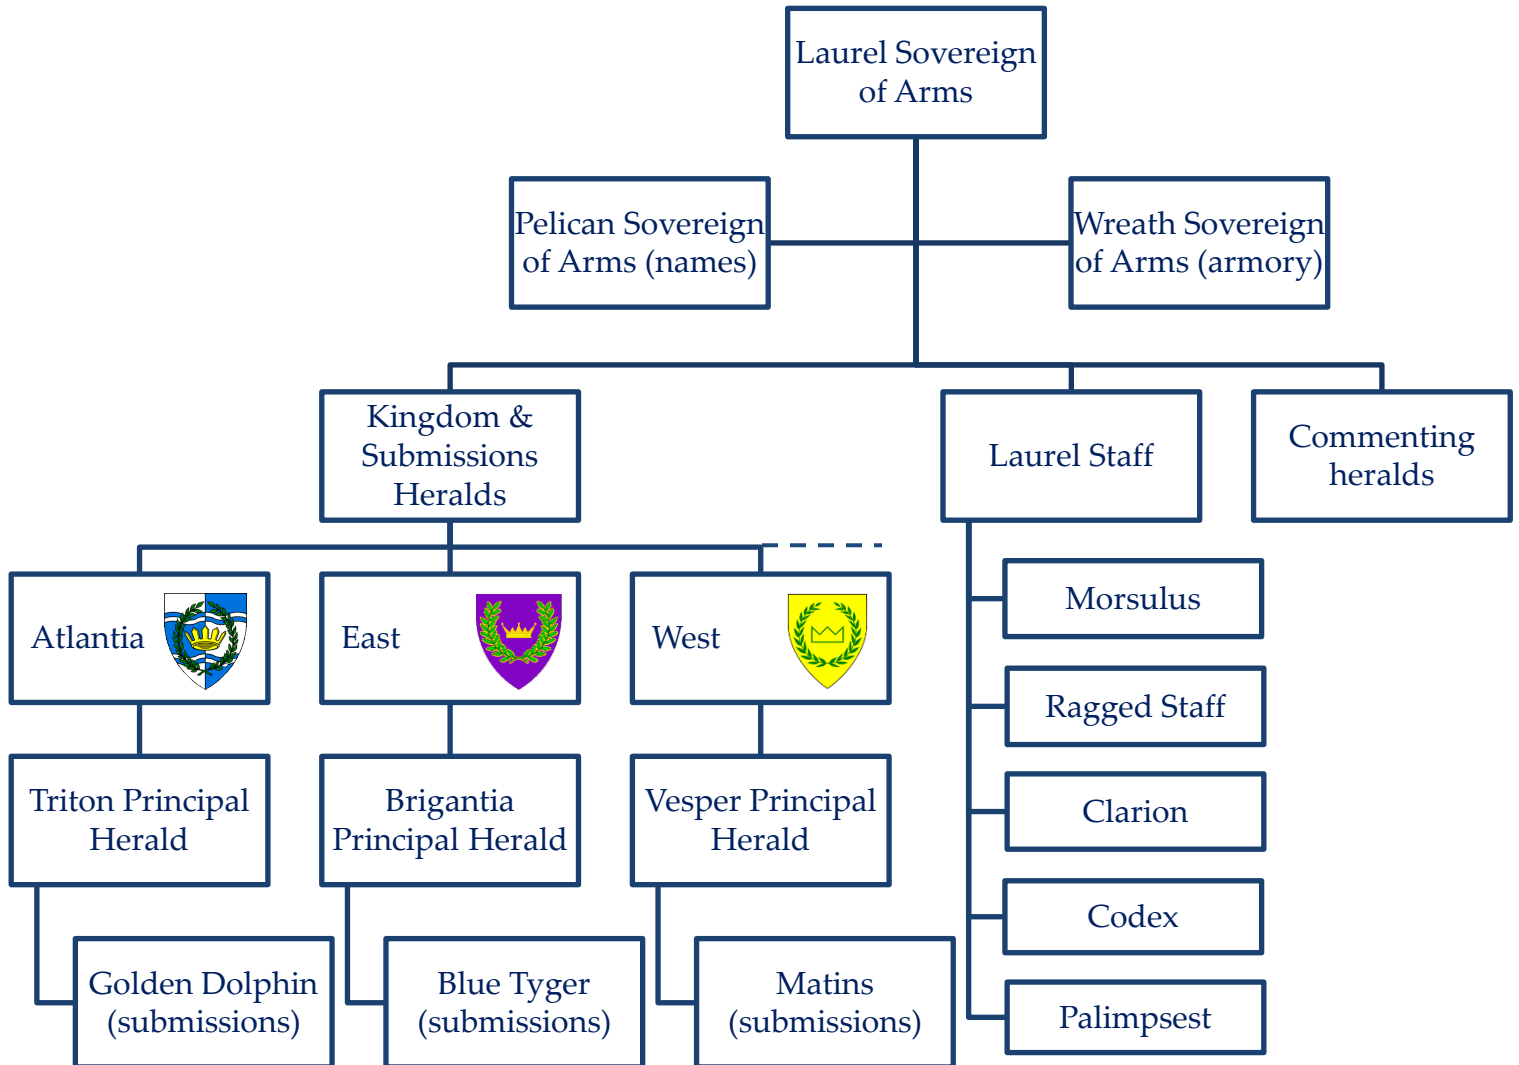 Laurel Sovereign
of Arms
Pelican Sovereign
of Arms (names)
Wreath Sovereign
of Arms (armory)
Kingdom &
Submissions
Heralds
Laurel Staff
Commenting
heralds
Atlantia
East
West
Triton Principal
Herald
Brigantia
Principal Herald
Vesper Principal
Herald
Golden Dolphin
(submissions)
Blue Tyger
(submissions)
Matins
(submissions)
Morsulus
Ragged Staff
Clarion
Codex
Palimpsest